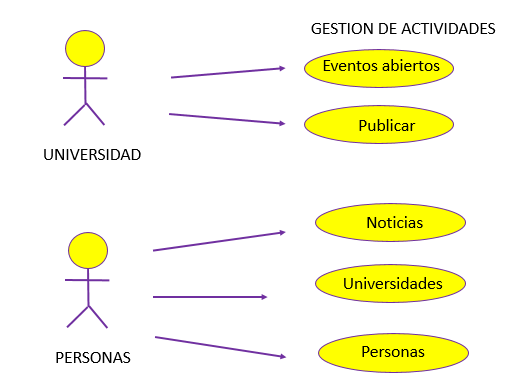 GESTION DE ACTIVIDADES
Eventos abiertos
Publicar
UNIVERSIDAD
Noticias
Universidades
Personas
PERSONAS